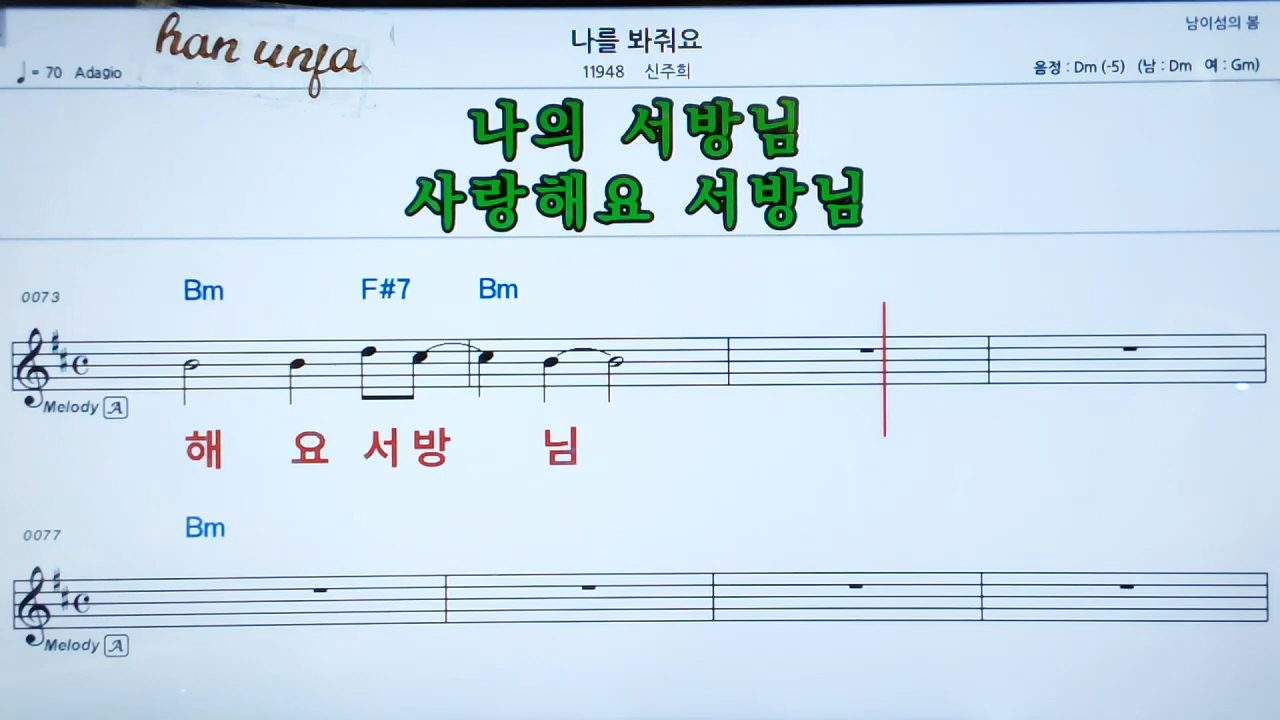 han unja
나를 봐줘요
남이섬의 봄
♩= 70 Adagio
11948 신주희
음정 : Dm (-5) (남 : Dm 여 : Gm)
나의 서방님
사랑해요 서방님
0073 Bm F#7 Bm
Melody A
해 요 서 방 님
0077 Bm
Melody A